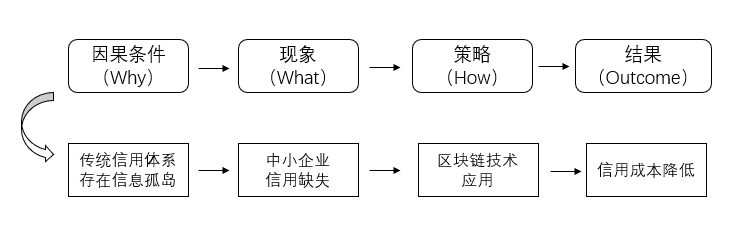 因果条件
（Why）
现象
（What）
策略
（How）
结果
（Outcome）
传统信用体系
存在信息孤岛
中小企业
信用缺失
区块链技术
应用
信用成本降低